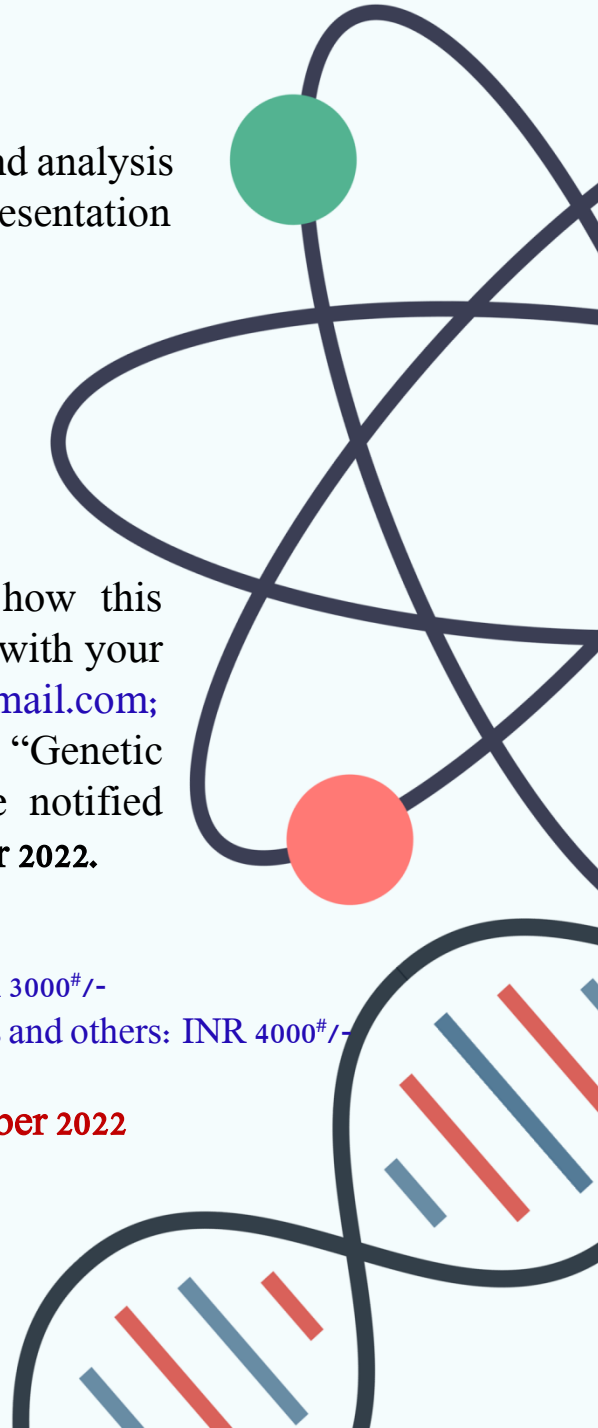 nd analysis
esentation
how this
with your
mail.com;
“Genetic
e notified
r 2022.
3000#/-
and others: INR 4000#/-
ber 2022